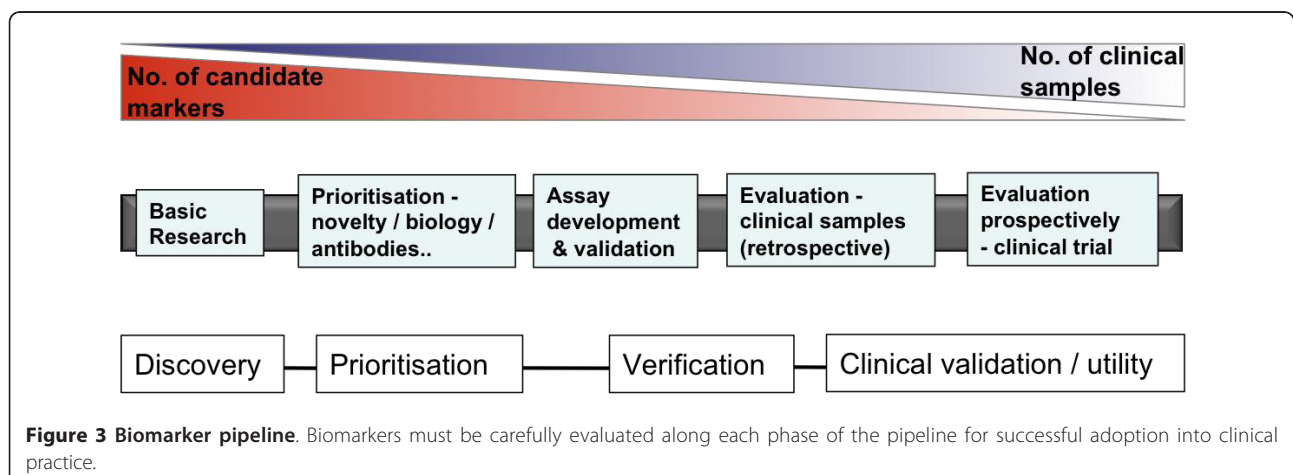 No. of candidate
markers
No. of clinical
samples
Basic
Research
Prioritisation -
novelty / biology /
antibodies..
Assay
development
& validation
Evaluation -
clinical samples
(retrospective)
Evaluation
prospectively
- clinical trial
Discovery
Prioritisation
Verification
Clinical validation / utility
Figure 3 Biomarker pipeline. Biomarkers must be carefully evaluated along each phase of the pipeline for successful adoption into clinical
practice.